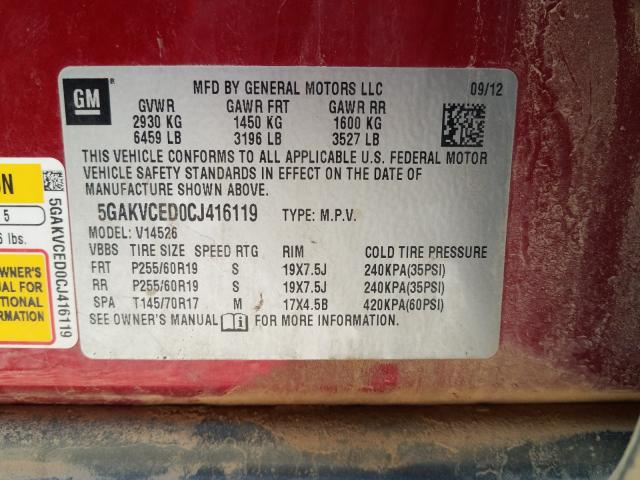 GM
MFD BY GENERAL MOTORS LLC 09/12
GVWR GAWR FRT GAWR RR
2930 KG 1450 KG 1600 KG
6459 LB 3196 LB 3527 LB
THIS VEHICLE CONFORMS TO ALL APPLICABLE U.S. FEDERAL MOTOR
VEHICLE SAFETY STANDARDS IN EFFECT ON THE DATE OF
MANUFACTURE SHOWN ABOVE.
5GAKVCED0CJ416119 TYPE: M.P.V.
MODEL: V14526
VBBS TIRE SIZE SPEED RTG RIM COLD TIRE PRESSURE
FRT P255/60R19 S 19X7.5J 240KPA(35PSI)
RR P255/60R19 S 19X7.5J 240KPA(35PSI)
SPA T145/70R17 M 17X4.5B 420KPA(60PSI)
SEE OWNER'S MANUAL i FOR MORE INFORMATION.
5
lbs.
OWNER'S
FOR
5GAKVCED0CJ416119